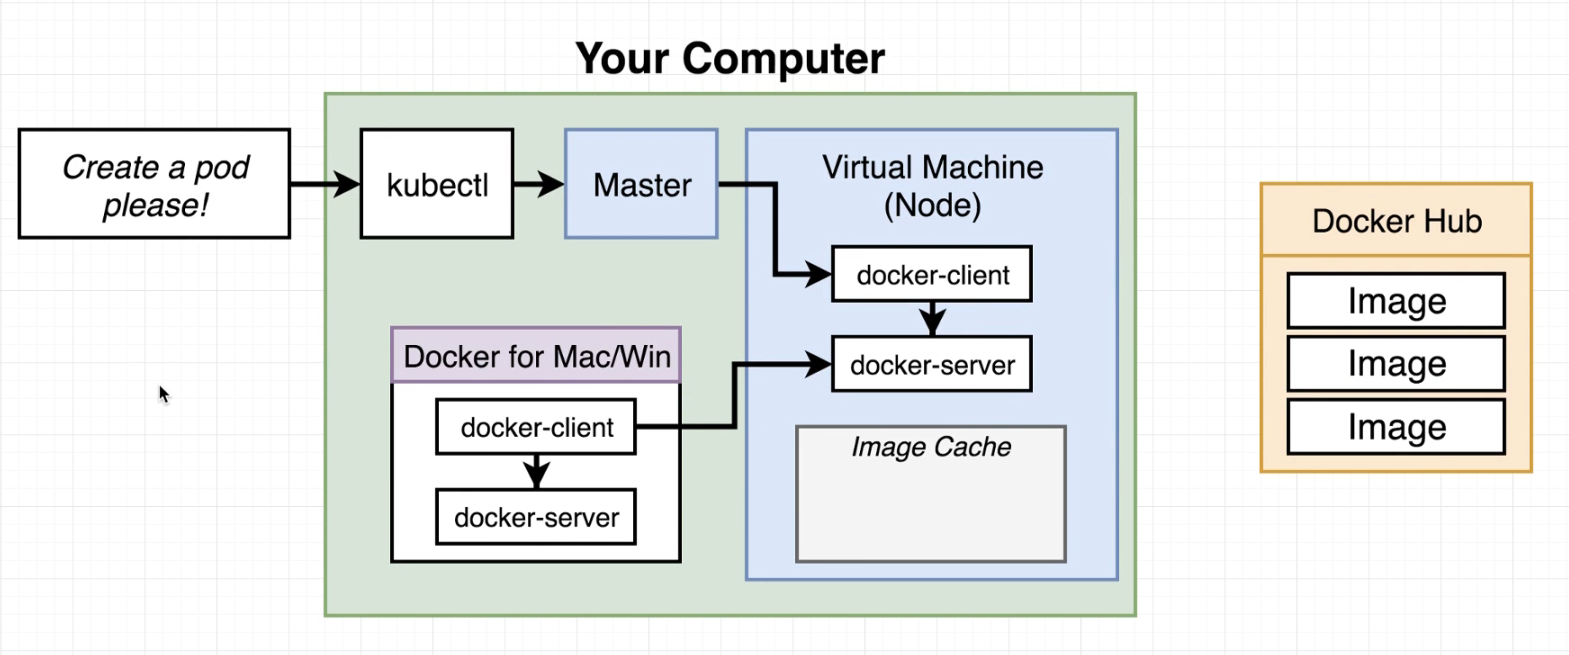 Your Computer
Create a pod
please!
kubectl
Master
Virtual Machine
(Node)
docker-client
docker-server
Image Cache
Docker for Mac/Win
docker-client
docker-server
Docker Hub
Image
Image
Image